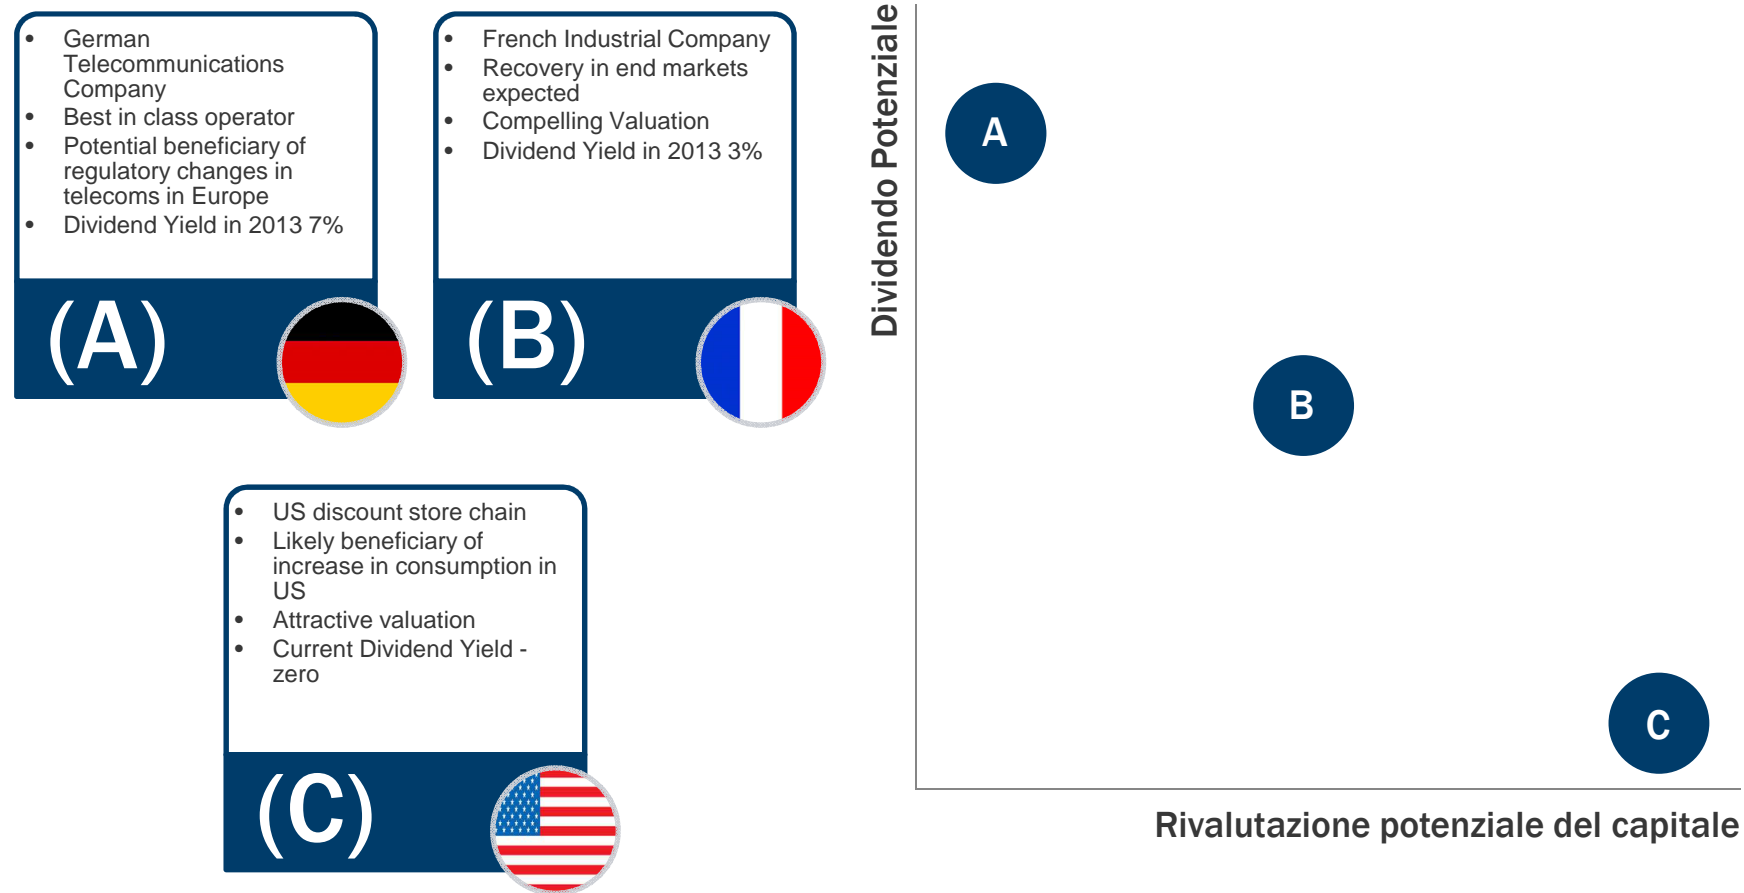 • German
Telecommunications
Company
• Best in class operator
• Potential beneficiary of
regulatory changes in
telecoms in Europe
• Dividend Yield in 2013 7%
(A)
• French Industrial Company
• Recovery in end markets
expected
• Compelling Valuation
• Dividend Yield in 2013 3%
(B)
• US discount store chain
• Likely beneficiary of
increase in consumption in
US
• Attractive valuation
• Current Dividend Yield -
zero
(C)
Dividendo Potenziale
A
B
C
Rivalutazione potenziale del capitale